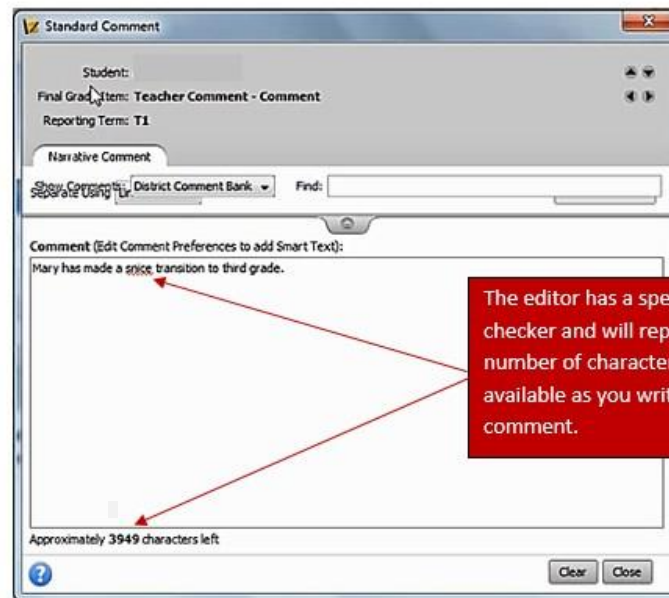 Standard Comment
Student:
Final Grade Item: Teacher Comment - Comment
Reporting Term: T1
Narrative Comment
Show Comments: District Comment Bank Find:
Separate Using
Comment (Edit Comment Preferences to add Smart Text):
Mary has made a snice transition to third grade.
The editor has a spe
checker and will rep
number of character
available as you writ
comment.
Approximately 3949 characters left
Clear Close